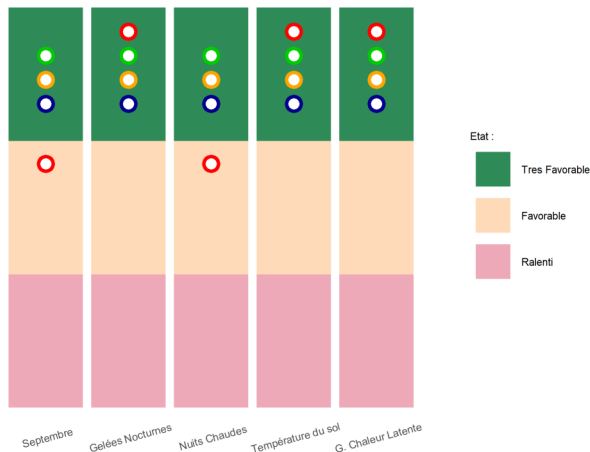 Etat :
Tres Favorable
Favorable
Ralenti
Septembre
Gelées Nocturnes
Nuits Chaudes
Température du sol
G. Chaleur Latente